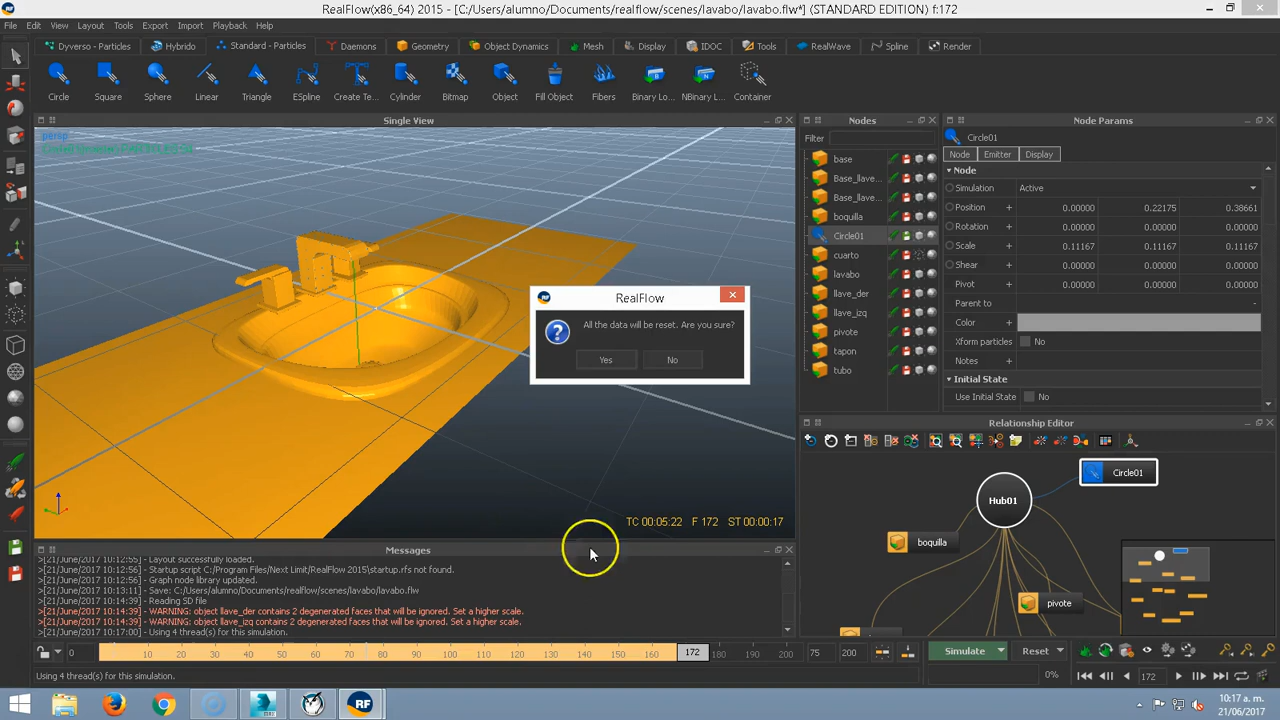 RealFlow(x86_64) 2015 - [C:/Users/alumno/Documents/realflow/scenes/lavabo/lavabo.flw*] (STANDARD EDITION) f:172
File Edit View Layout Tools Export Import Playback Help
Dyverso - Particles Hybrido Standard - Particles Daemons Geometry Object Dynamics Mesh Display IDOC Tools RealWave Spline Render
Circle Square Sphere Linear Triangle ESpline Create Te... Cylinder Bitmap Object Fill Object Fibers Binary Lo... NBinary L... Container
Single View
persp
Nodes
Filter
base
Base_llave...
Base_llave...
boquilla
Circle01
cuarto
lavabo
llave_der
llave_izq
pivote
tapon
tubo
Node Params
Circle01
Node Emitter Display
Node
Simulation Active
Position + 0.00000 0.22175 0.38661
Rotation + 0.00000 0.00000 0.00000
Scale + 0.11167 0.11167 0.11167
Shear + 0.00000 0.00000 0.00000
Pivot + 0.00000 0.00000 0.00000
Parent to -
Color
Xform particles No
Notes
Initial State
Use Initial State No
RealFlow
All the data will be reset. Are you sure?
Yes No
TC 00:05:22 F 172 ST 00:00:17
Relationship Editor
Circle01
Hub01
boquilla
pivote
Messages
>[21/June/2017 10:12:55] - Layout successfully loaded.
>[21/June/2017 10:12:56] - Startup script C:/Program Files/Next Limit/RealFlow 2015\startup.rfs not found.
>[21/June/2017 10:12:56] - Graph node library updated.
>[21/June/2017 10:13:11] - Save: C:/Users/alumno/Documents/realflow/scenes/lavabo/lavabo.flw
>[21/June/2017 10:14:39] - Reading SD file
>[21/June/2017 10:14:39] - WARNING: object llave_der contains 2 degenerated faces that will be ignored. Set a higher scale.
>[21/June/2017 10:14:39] - WARNING: object llave_izq contains 2 degenerated faces that will be ignored. Set a higher scale.
>[21/June/2017 10:17:00] - Using 4 thread(s) for this simulation.
0 10 20 30 40 50 60 70 80 90 100 110 120 130 140 150 160 172 180 190 200 75 200
Simulate Reset
Using 4 thread(s) for this simulation.
0% 172
RF
10:17 a. m.
21/06/2017